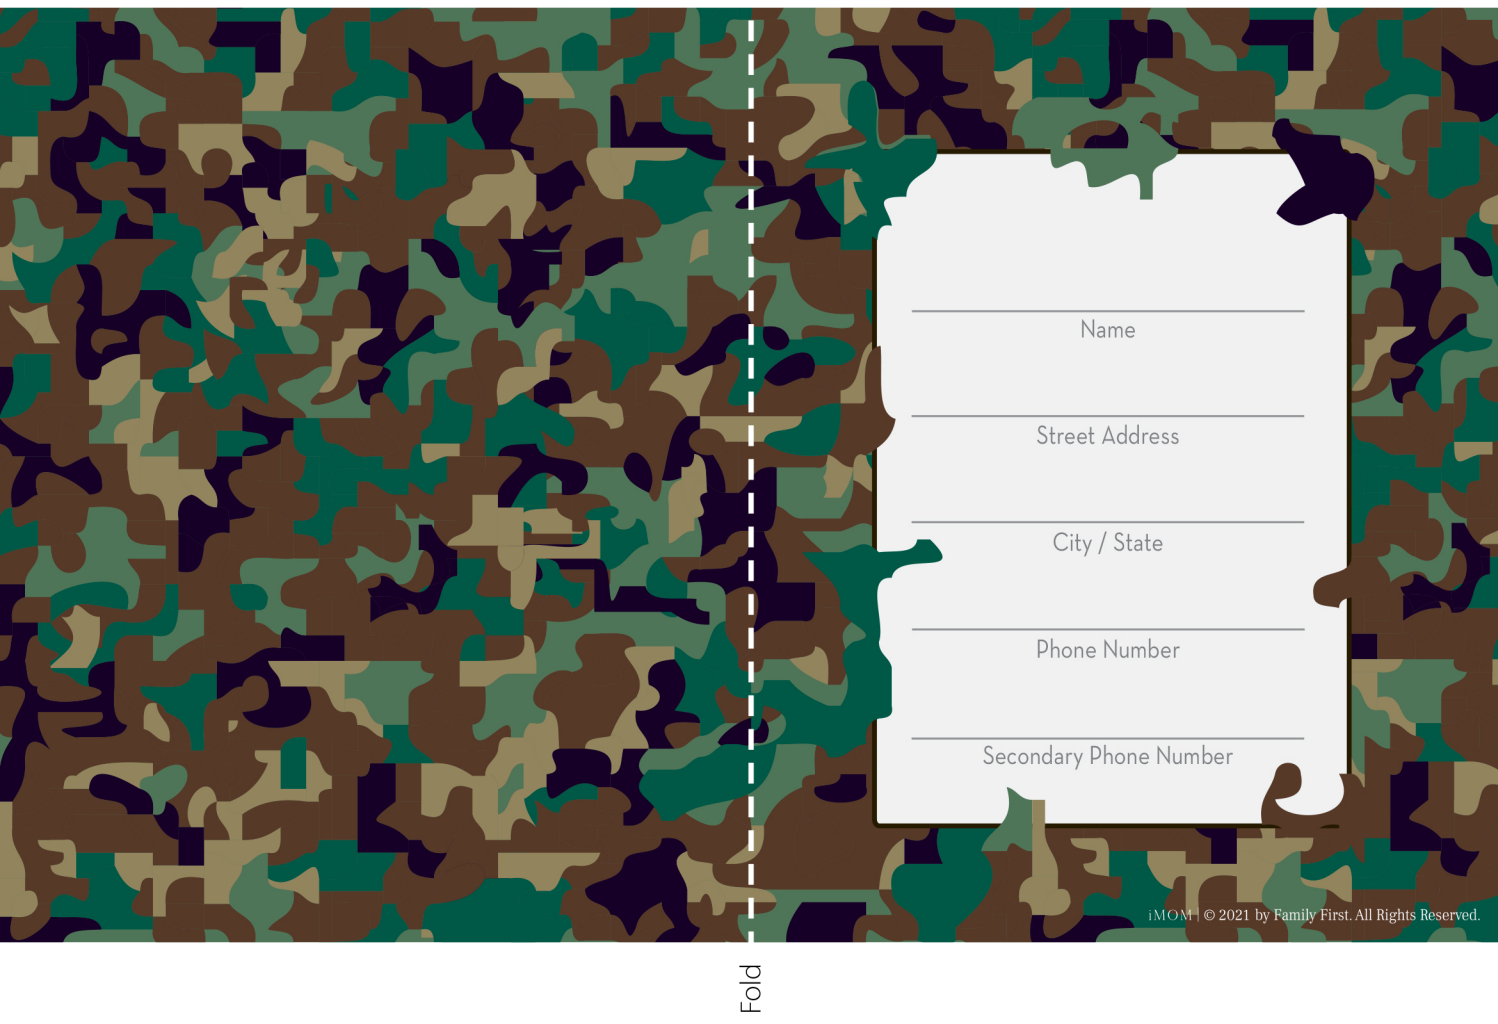 Name
Street Address
City / State
Phone Number
Secondary Phone Number
iMOM | © 2021 by Family First. All Rights Reserved.
Fold